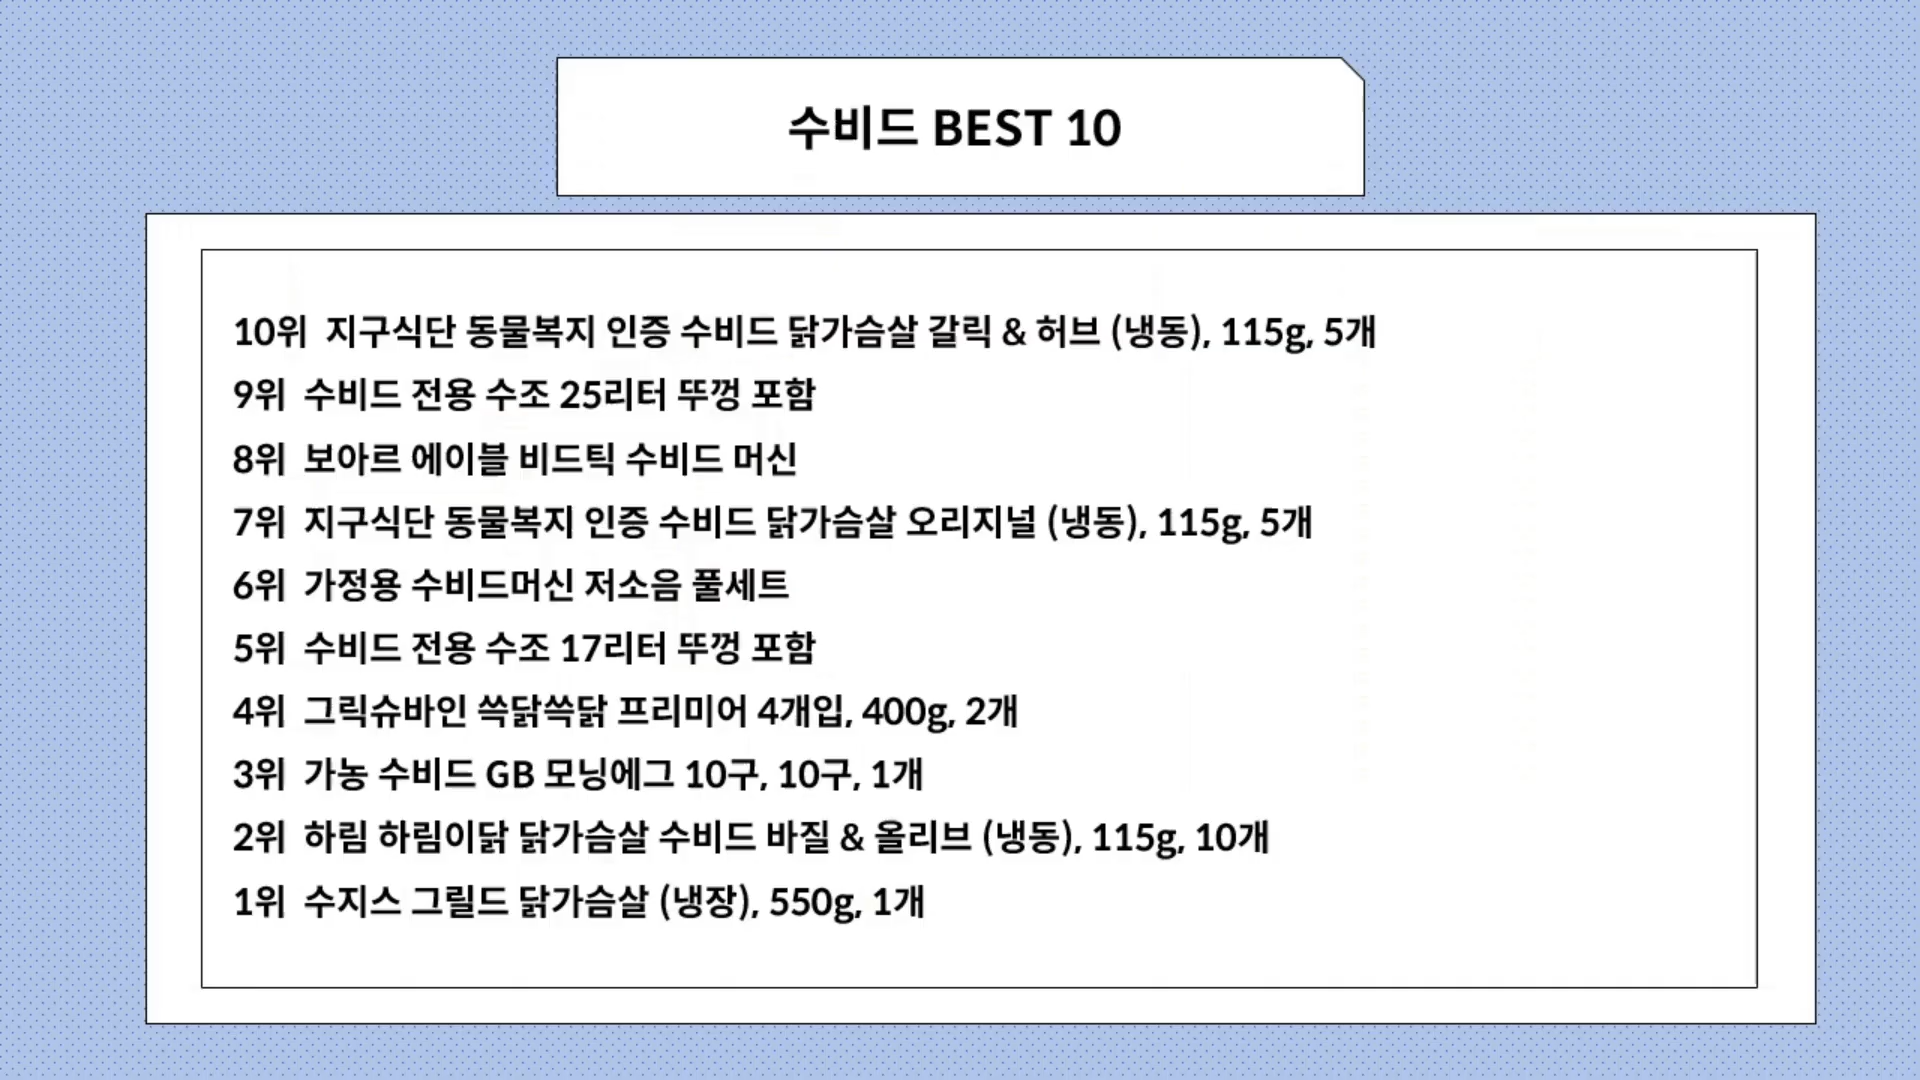 수비드 BEST 10
10위 지구식단 동물복지 인증 수비드 닭가슴살 갈릭 & 허브 (냉동), 115g, 5개
9위 수비드 전용 수조 25리터 뚜껑 포함
8위 보아르 에이블 비드틱 수비드 머신
7위 지구식단 동물복지 인증 수비드 닭가슴살 오리지널 (냉동), 115g, 5개
6위 가정용 수비드머신 저소음 풀세트
5위 수비드 전용 수조 17리터 뚜껑 포함
4위 그릭슈바인 쓱닭쓱닭 프리미어 4개입, 400g, 2개
3위 가농 수비드 GB 모닝에그 10구, 10구, 1개
2위 하림 하림이닭 닭가슴살 수비드 바질 & 올리브 (냉동), 115g, 10개
1위 수지스 그릴드 닭가슴살 (냉장), 550g, 1개